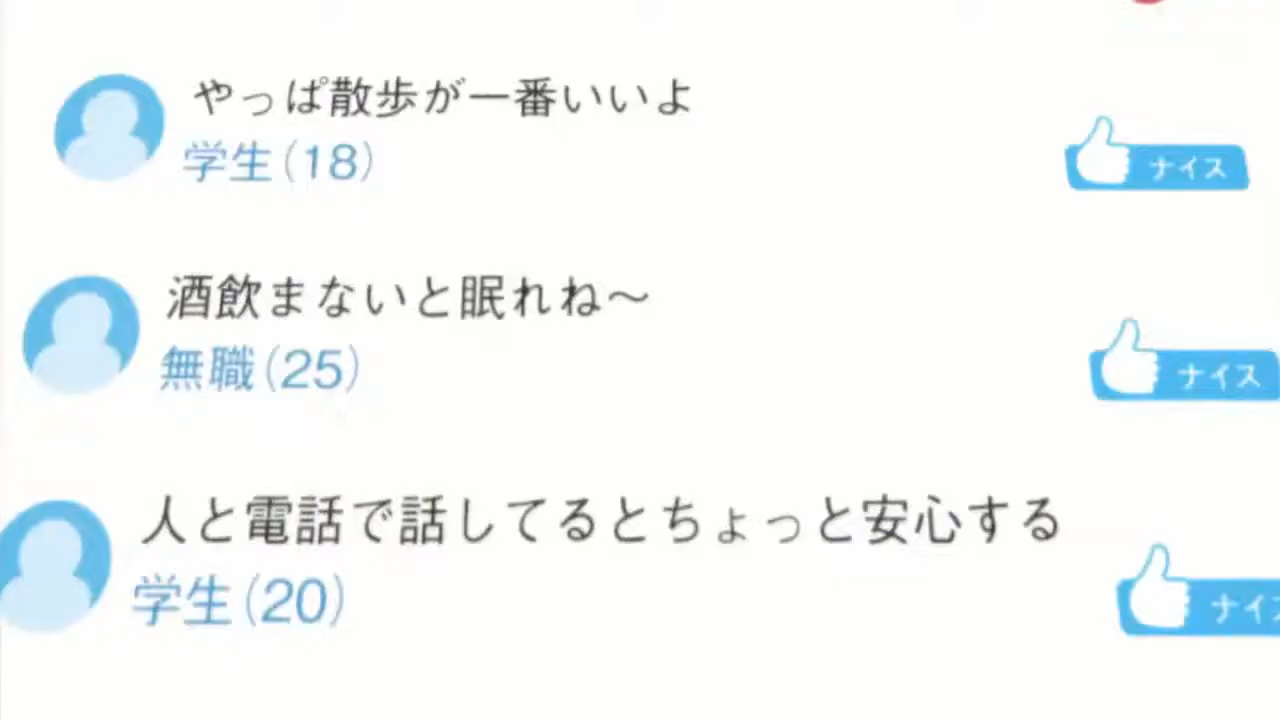 やっぱ散歩が一番いいよ
学生(18)
ナイス
酒飲まないと眠れね～
無職(25)
ナイス
人と電話で話してるとちょっと安心する
学生(20)
ナイス